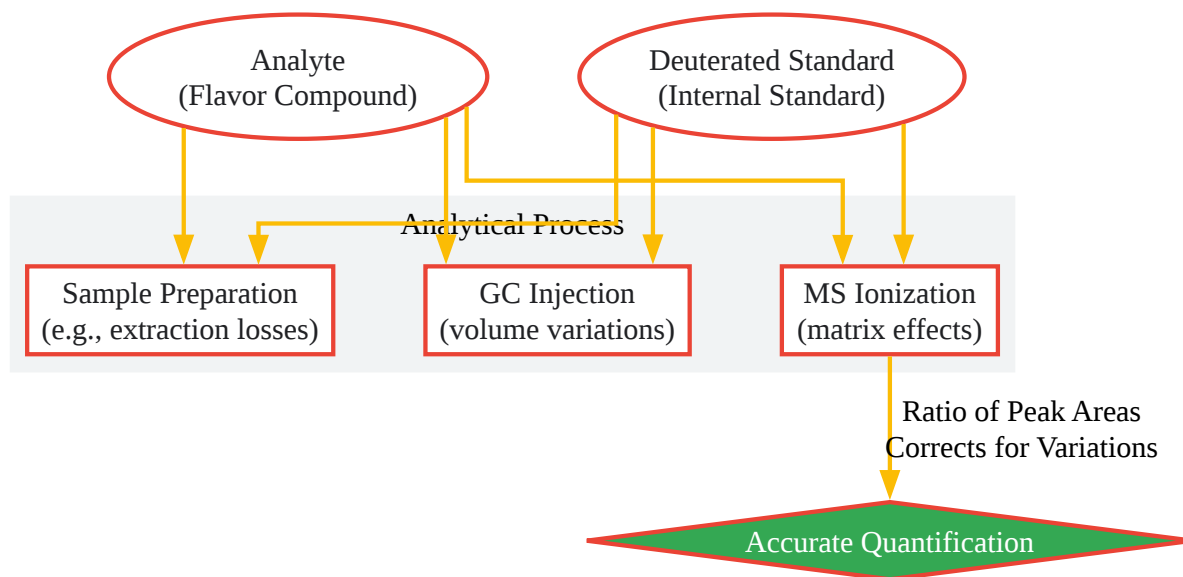 Analyte
(Flavor Compound)
Deuterated Standard
(Internal Standard)
Analytical Process
Sample Preparation
(e.g., extraction losses)
GC Injection
(volume variations)
MS Ionization
(matrix effects)
Ratio of Peak Areas
Corrects for Variations
Accurate Quantification